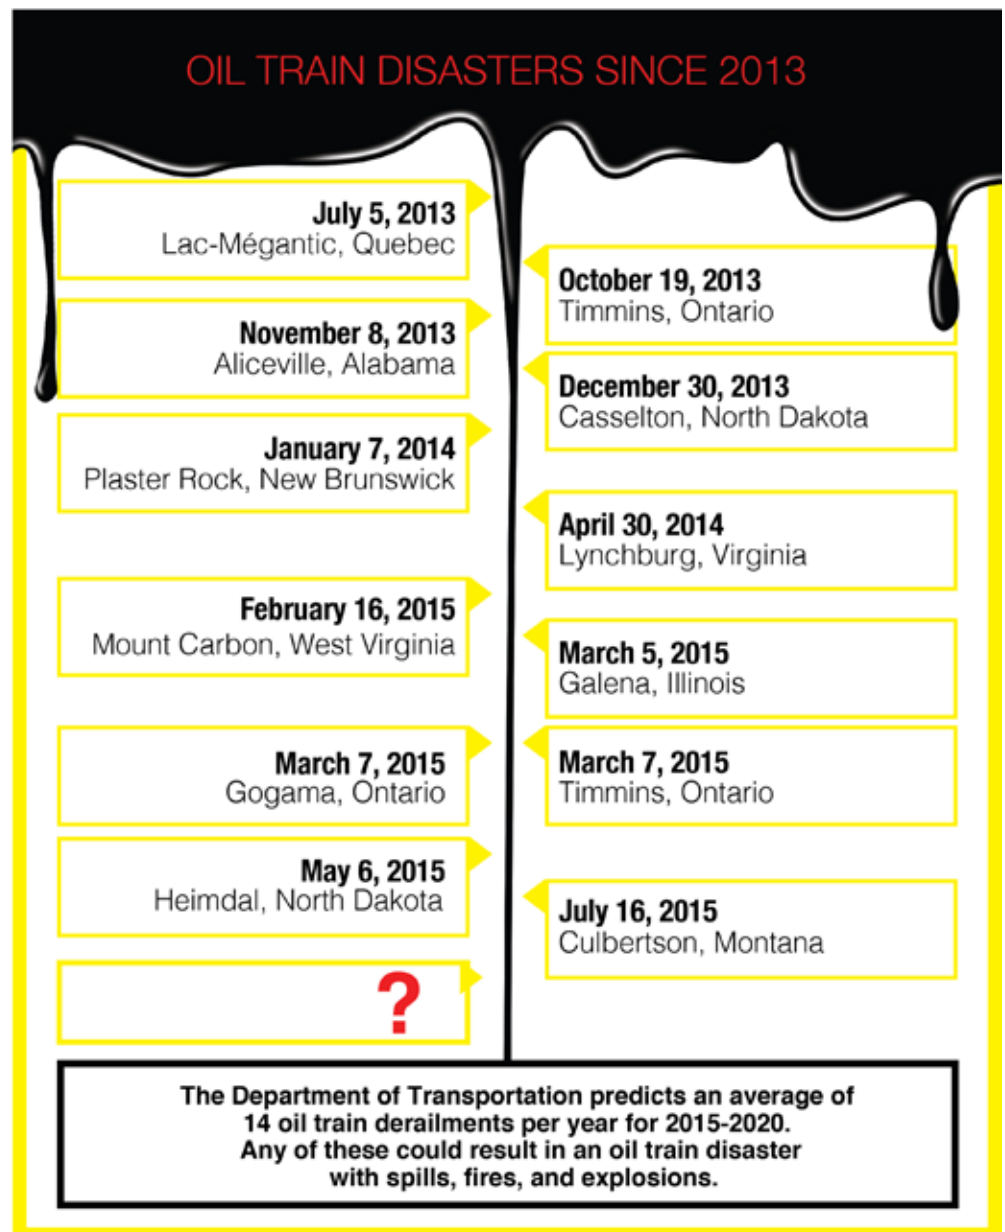 OIL TRAIN DISASTERS SINCE 2013
July 5, 2013
Lac-Mégantic, Quebec
October 19, 2013
Timmins, Ontario
November 8, 2013
Aliceville, Alabama
December 30, 2013
Casselton, North Dakota
January 7, 2014
Plaster Rock, New Brunswick
April 30, 2014
Lynchburg, Virginia
February 16, 2015
Mount Carbon, West Virginia
March 5, 2015
Galena, Illinois
March 7, 2015
Gogama, Ontario
March 7, 2015
Timmins, Ontario
May 6, 2015
Heimdal, North Dakota
July 16, 2015
Culbertson, Montana
?
The Department of Transportation predicts an average of
14 oil train derailments per year for 2015-2020.
Any of these could result in an oil train disaster
with spills, fires, and explosions.